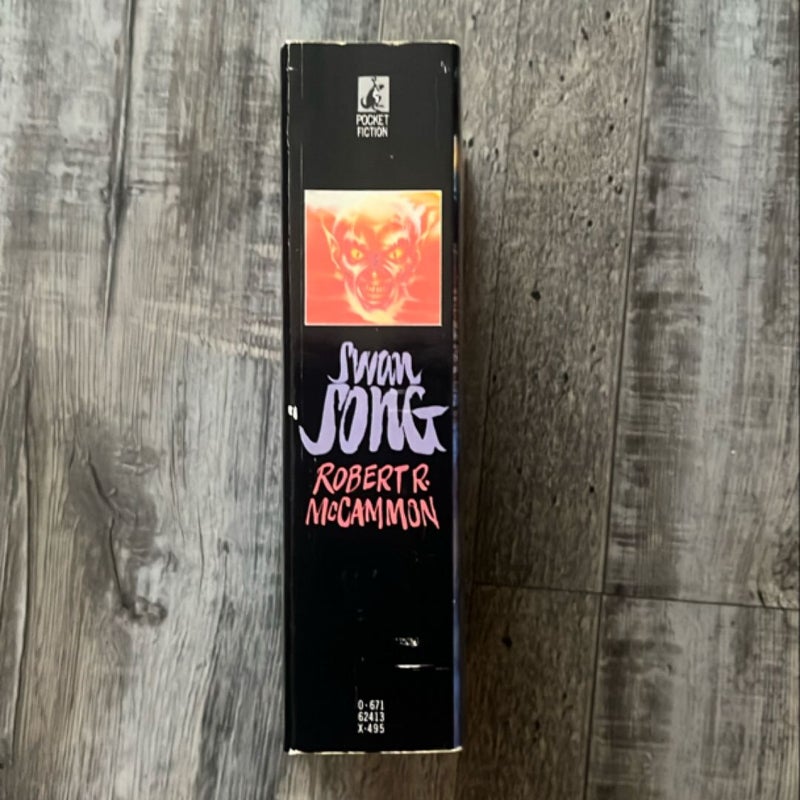 POCKET
FICTION
Swan
SONG
ROBERT R.
McCAMMON
0-671
62413
X-495